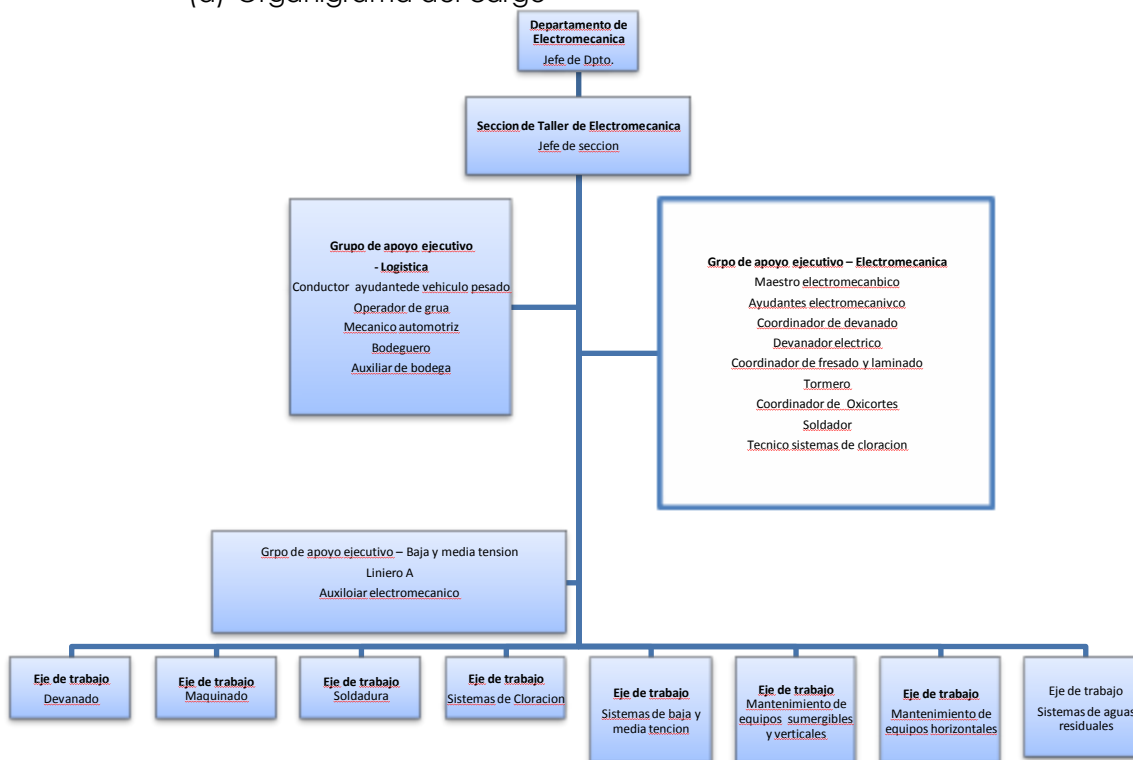 (a) Organigrama del cargo
Departamento de
Electromecanica
Jefe de Dpto.
Seccion de Taller de Electromecanica
Jefe de seccion
Grupo de apoyo ejecutivo
- Logistica
Conductor ayudantede vehiculo pesado
Operador de grua
Mecanico automotriz
Bodeguero
Auxiliar de bodega
Grpo de apoyo ejecutivo – Electromecanica
Maestro electromecanbico
Ayudantes electromecanivco
Coordinador de devanado
Devanador electrico
Coordinador de fresado y laminado
Tormero
Coordinador de Oxicortes
Soldador
Tecnico sistemas de cloracion
Grpo de apoyo ejecutivo – Baja y media tension
Liniero A
Auxiloiar electromecanico
Eje de trabajo
Devanado
Eje de trabajo
Maquinado
Eje de trabajo
Soldadura
Eje de trabajo
Sistemas de Cloracion
Eje de trabajo
Sistemas de baja y
media tencion
Eje de trabajo
Mantenimiento de
equipos sumergibles
y verticales
Eje de trabajo
Mantenimiento de
equipos horizontales
Eje de trabajo
Sistemas de aguas
residuales